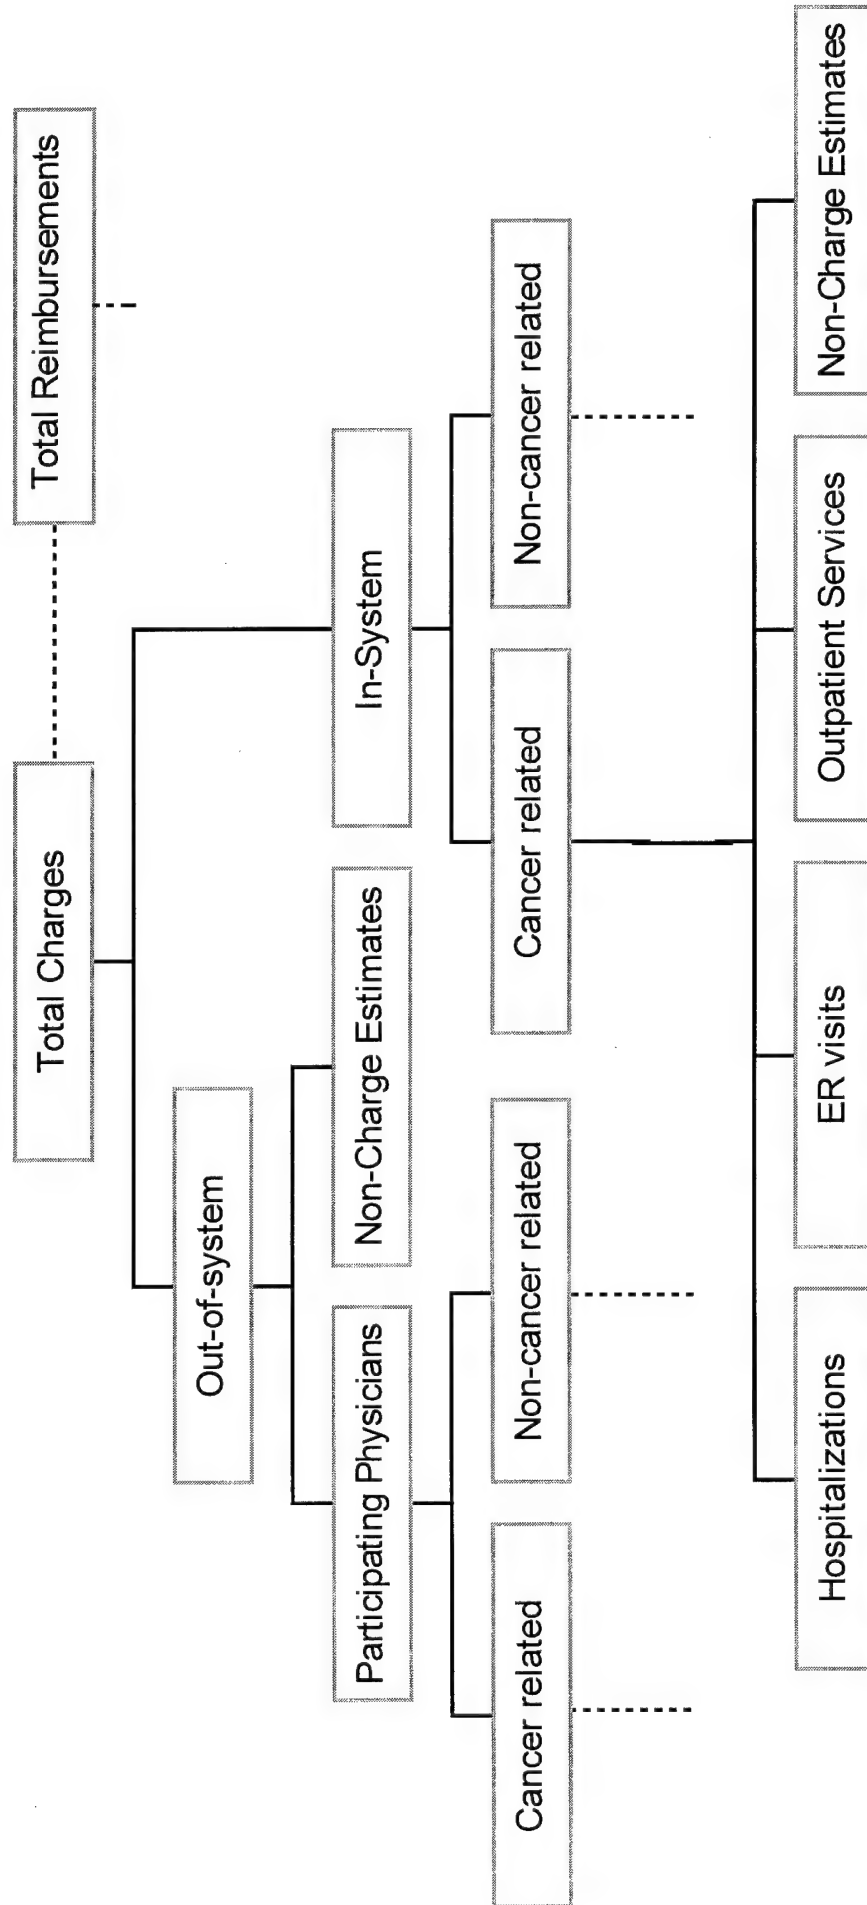 Total Charges
Total Reimbursements
Out-of-system
Participating Physicians
Non-Charge Estimates
In-System
Cancer related
Non-cancer related
Cancer related
Non-cancer related
Hospitalizations
ER visits
Outpatient Services
Non-Charge Estimates